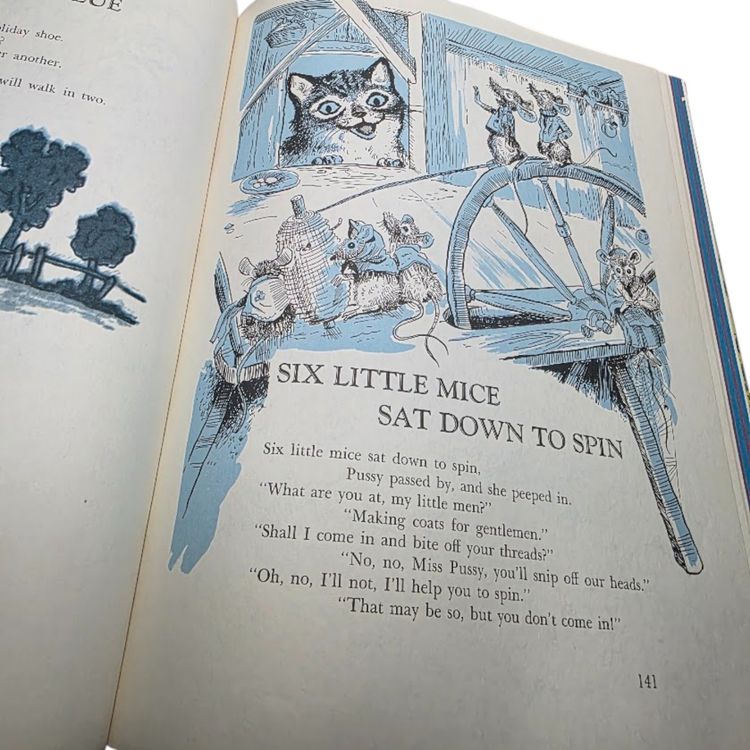 UE
liday shoe.
?
r another,
will walk in two.
SIX LITTLE MICE
SAT DOWN TO SPIN
Six little mice sat down to spin,
Pussy passed by, and she peeped in.
"What are you at, my little men?"
"Making coats for gentlemen."
"Shall I come in and bite off your threads?"
"No, no, Miss Pussy, you'll snip off our heads."
"Oh, no, I'll not, I'll help you to spin."
"That may be so, but you don't come in!"
141